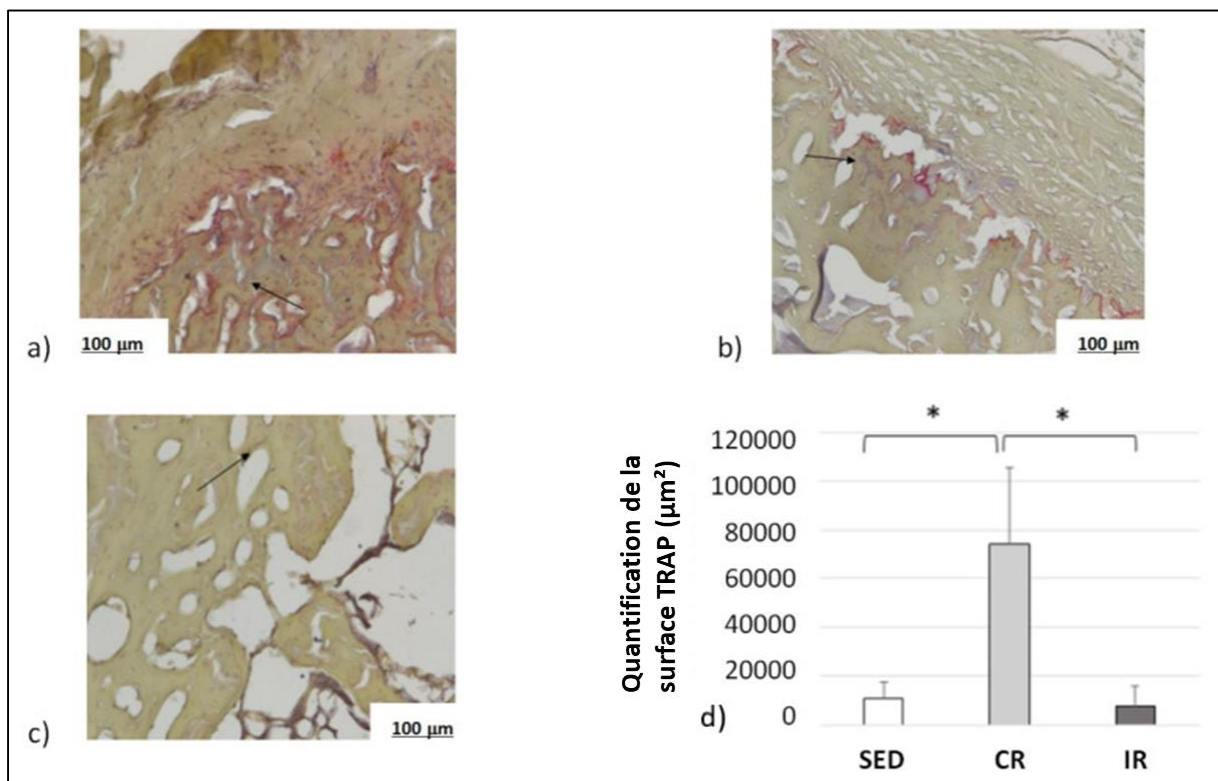 a)
100 µm
b)
100 µm
c)
100 µm
Quantification de la
surface TRAP (µm²)
* *
120000
100000
80000
60000
40000
20000
0
d)
SED CR IR